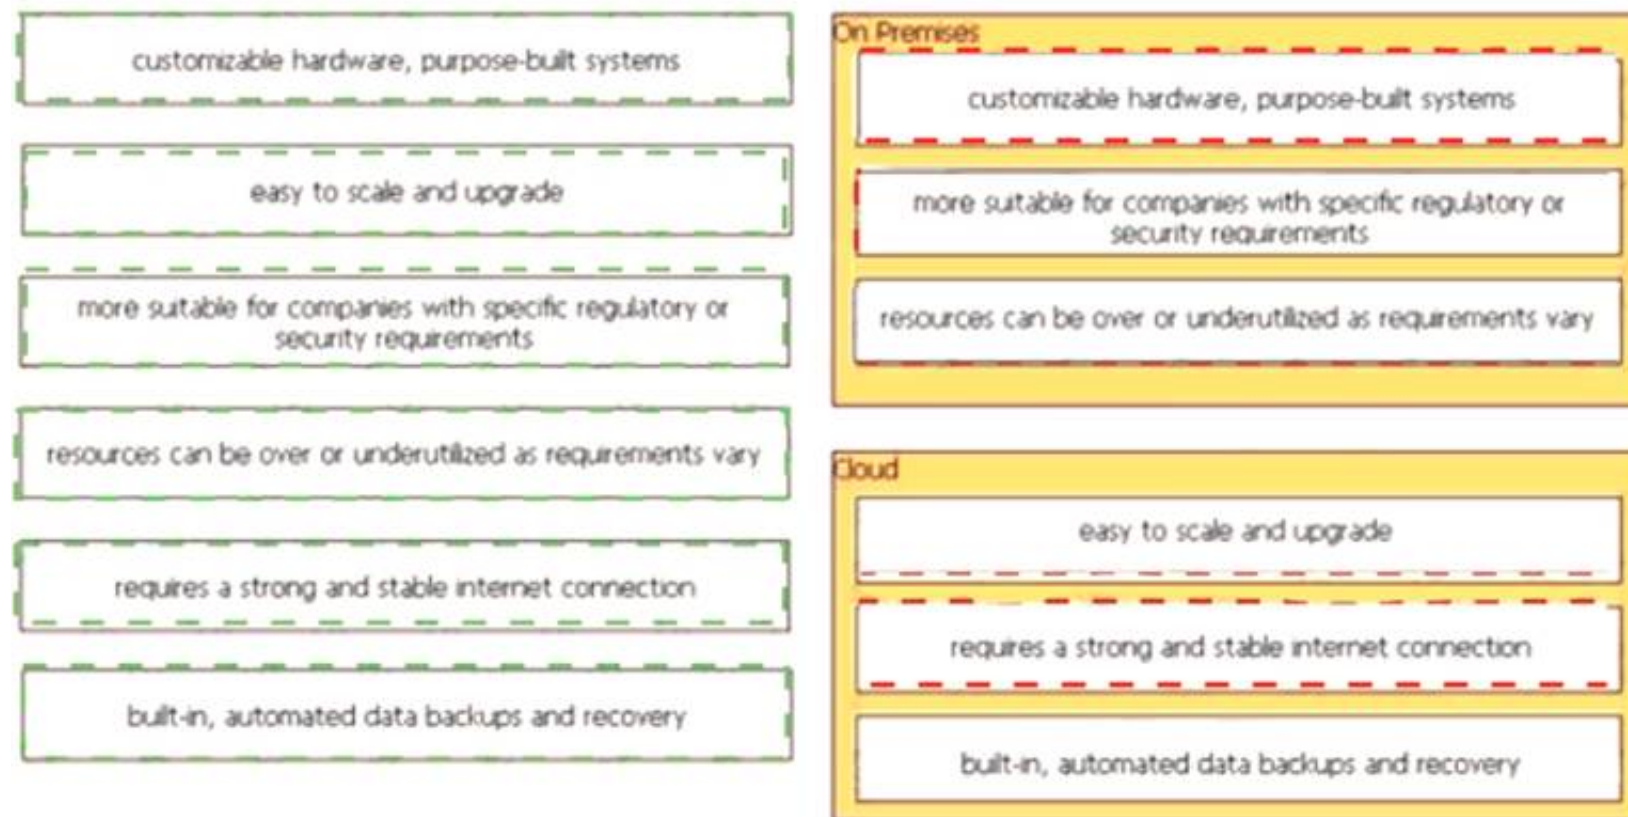 customizable hardware, purpose-built systems
easy to scale and upgrade
more suitable for companies with specific regulatory or
security requirements
resources can be over or underutilized as requirements vary
requires a strong and stable internet connection
built-in, automated data backups and recovery
On Premises
customizable hardware, purpose-built systems
more suitable for companies with specific regulatory or
security requirements
resources can be over or underutilized as requirements vary
Cloud
easy to scale and upgrade
requires a strong and stable internet connection
built-in, automated data backups and recovery